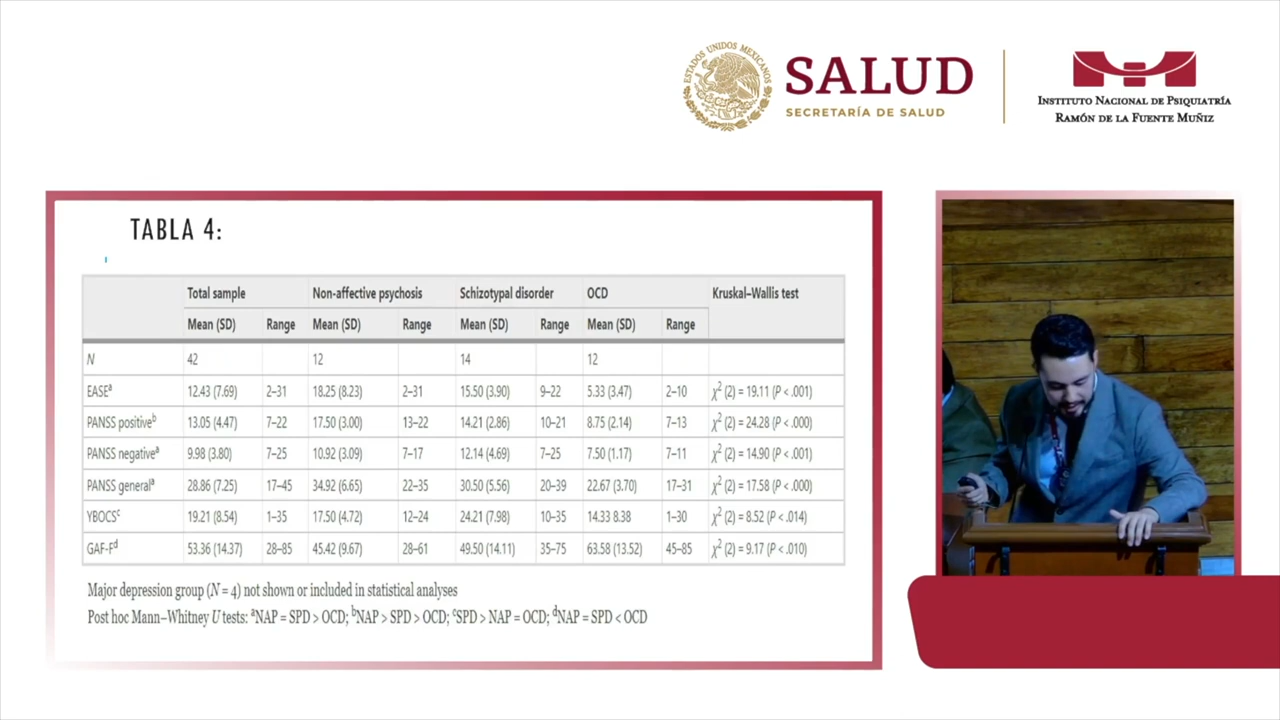 ESTADOS UNIDOS MEXICANOS
SALUD
SECRETARÍA DE SALUD
INSTITUTO NACIONAL DE PSIQUIATRÍA
RAMÓN DE LA FUENTE MUÑIZ
TABLA 4:
Total sample Non-affective psychosis Schizotypal disorder OCD Kruskal–Wallis test
Mean (SD) Range Mean (SD) Range Mean (SD) Range Mean (SD) Range
N 42 12 14 12
EASEᵃ 12.43 (7.69) 2–31 18.25 (8.23) 2–31 15.50 (3.90) 9–22 5.33 (3.47) 2–10 χ² (2) = 19.11 (P < .001)
PANSS positiveᵇ 13.05 (4.47) 7–22 17.50 (3.00) 13–22 14.21 (2.86) 10–21 8.75 (2.14) 7–13 χ² (2) = 24.28 (P < .000)
PANSS negativeᵃ 9.98 (3.80) 7–25 10.92 (3.09) 7–17 12.14 (4.69) 7–25 7.50 (1.17) 7–11 χ² (2) = 14.90 (P < .001)
PANSS generalᵃ 28.86 (7.25) 17–45 34.92 (6.65) 22–35 30.50 (5.56) 20–39 22.67 (3.70) 17–31 χ² (2) = 17.58 (P < .000)
YBOCSᶜ 19.21 (8.54) 1–35 17.50 (4.72) 12–24 24.21 (7.98) 10–35 14.33 8.38 1–30 χ² (2) = 8.52 (P < .014)
GAF-Fᵈ 53.36 (14.37) 28–85 45.42 (9.67) 28–61 49.50 (14.11) 35–75 63.58 (13.52) 45–85 χ² (2) = 9.17 (P < .010)
Major depression group (N = 4) not shown or included in statistical analyses
Post hoc Mann–Whitney U tests: ᵃNAP = SPD > OCD; ᵇNAP > SPD > OCD; ᶜSPD > NAP = OCD; ᵈNAP = SPD < OCD